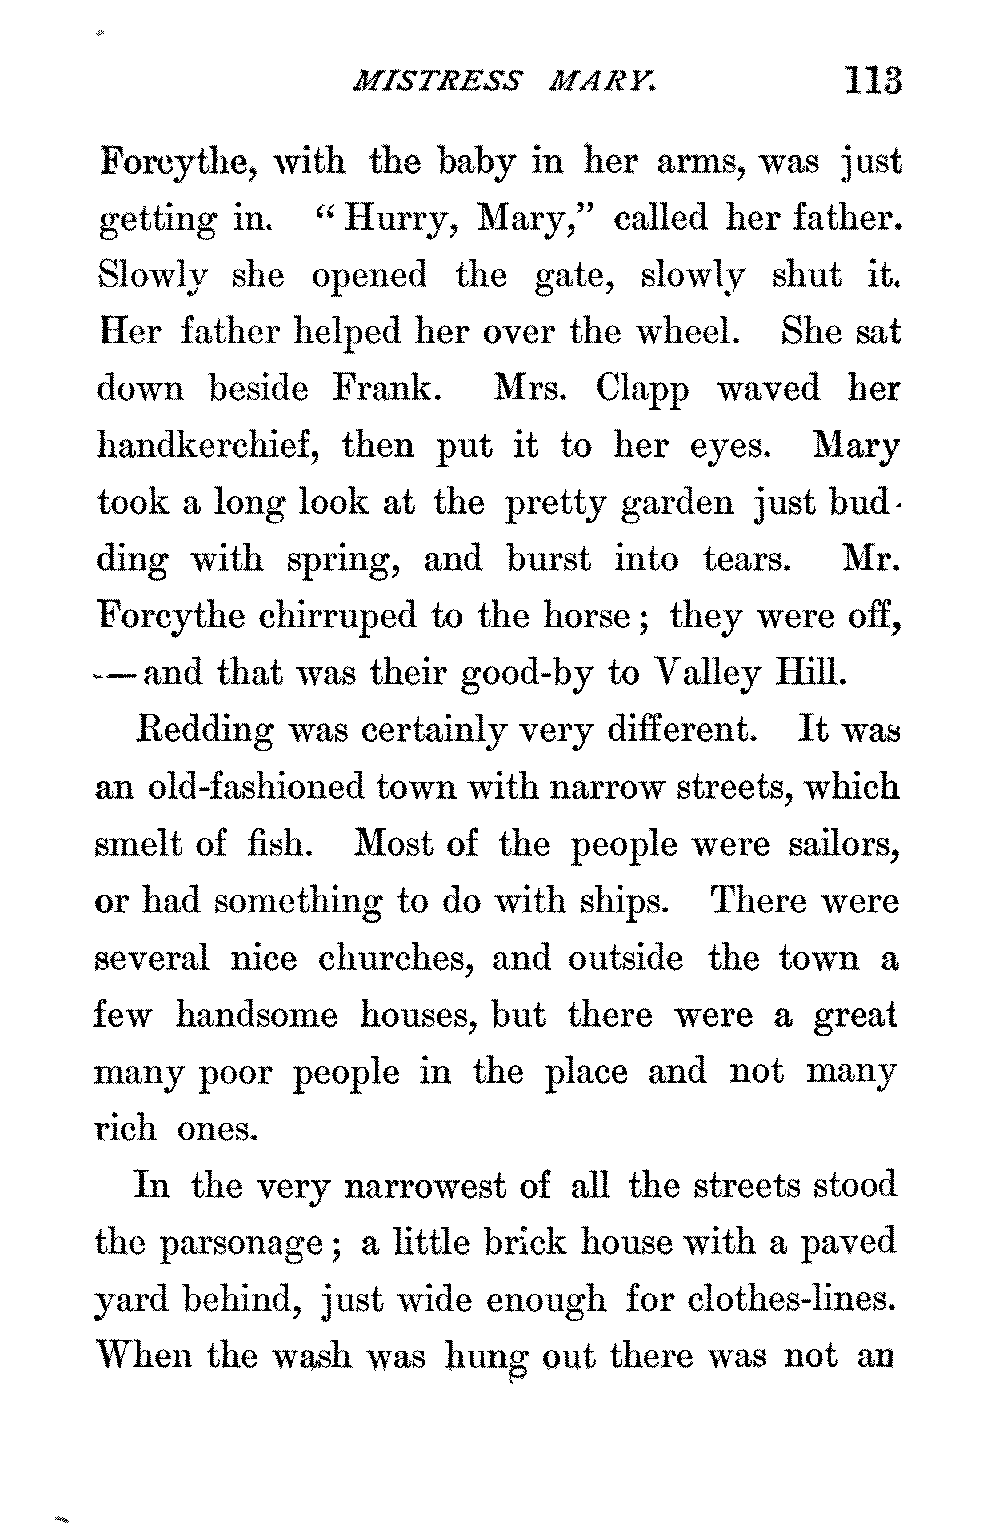 MISTRESS MARY. 113
Forcythe, with the baby in her arms, was just
getting in. "Hurry, Mary," called her father.
Slowly she opened the gate, slowly shut it.
Her father helped her over the wheel. She sat
down beside Frank. Mrs. Clapp waved her
handkerchief, then put it to her eyes. Mary
took a long look at the pretty garden just bud-
ding with spring, and burst into tears. Mr.
Forcythe chirruped to the horse; they were off,
—and that was their good-by to Valley Hill.
Redding was certainly very different. It was
an old-fashioned town with narrow streets, which
smelt of fish. Most of the people were sailors,
or had something to do with ships. There were
several nice churches, and outside the town a
few handsome houses, but there were a great
many poor people in the place and not many
rich ones.
In the very narrowest of all the streets stood
the parsonage; a little brick house with a paved
yard behind, just wide enough for clothes-lines.
When the wash was hung out there was not an